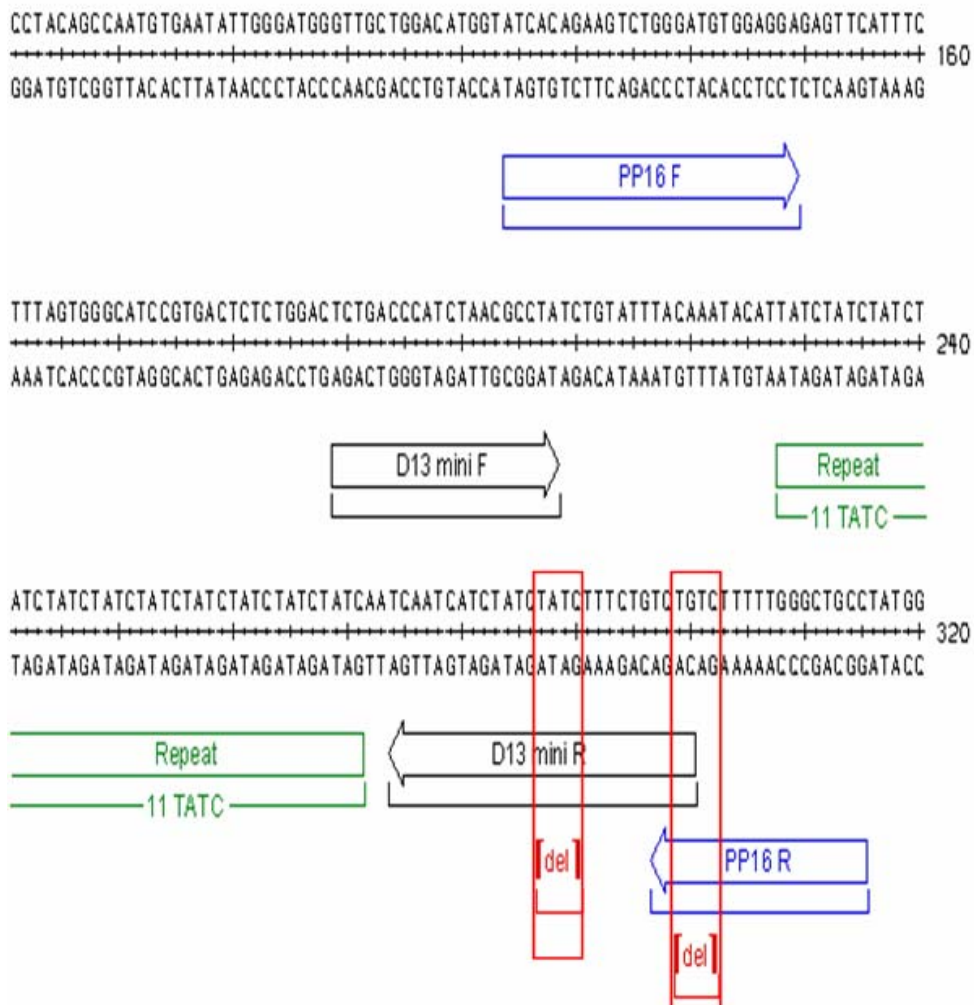 CCTACAGCCAATGTGAATATTGGGATGGGTTGCTGGACATGGTATCACAGAAGTCTGGGATGTGGAGGAGAGTTCATTTC
160
GGATGTCGGTTACACTTATAACCCTACCCAACGACCTGTACCATAGTGTCTTCAGACCCTACACCTCCTCTCAAGTAAAG
PP16 F
TTTAGTGGGCATCCGTGACTCTCTGGACTCTGACCCATCTAACGCCTATCTGTATTTACAAATACATTATCTATCTATCT
240
AAATCACCCGTAGGCACTGAGAGACCTGAGACTGGGTAGATTGCGGATAGACATAAATGTTTATGTAATAGATAGATAGA
D13 mini F
Repeat
11 TATC
ATCTATCTATCTATCTATCTATCTATCTATCAATCAATCATCTATCTATCTTTCTGTCTGTCTTTTTGGGCTGCCTATGG
320
TAGATAGATAGATAGATAGATAGATAGATAGTTAGTTAGTAGATAGATAGAAAGACAGACAGAAAAACCCGACGGATACC
Repeat
D13 mini R
11 TATC
[del]
PP16 R
[del]